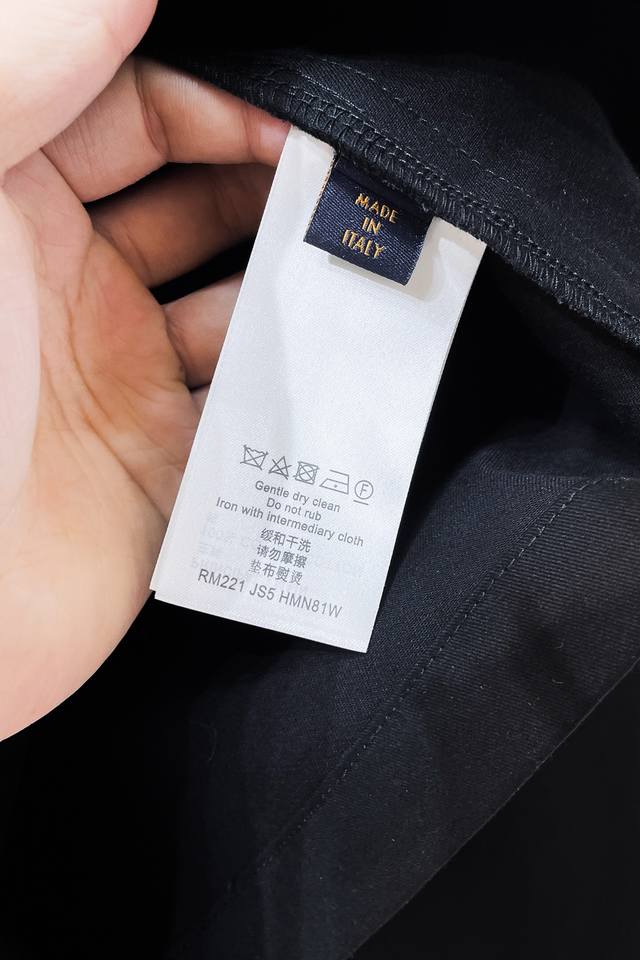 MADE
IN
ITALY
F
Gentle dry clean
Do not rub
Iron with intermediary cloth
缓和干洗
请勿摩擦
垫布熨烫
RM221 JS5 HMN81W